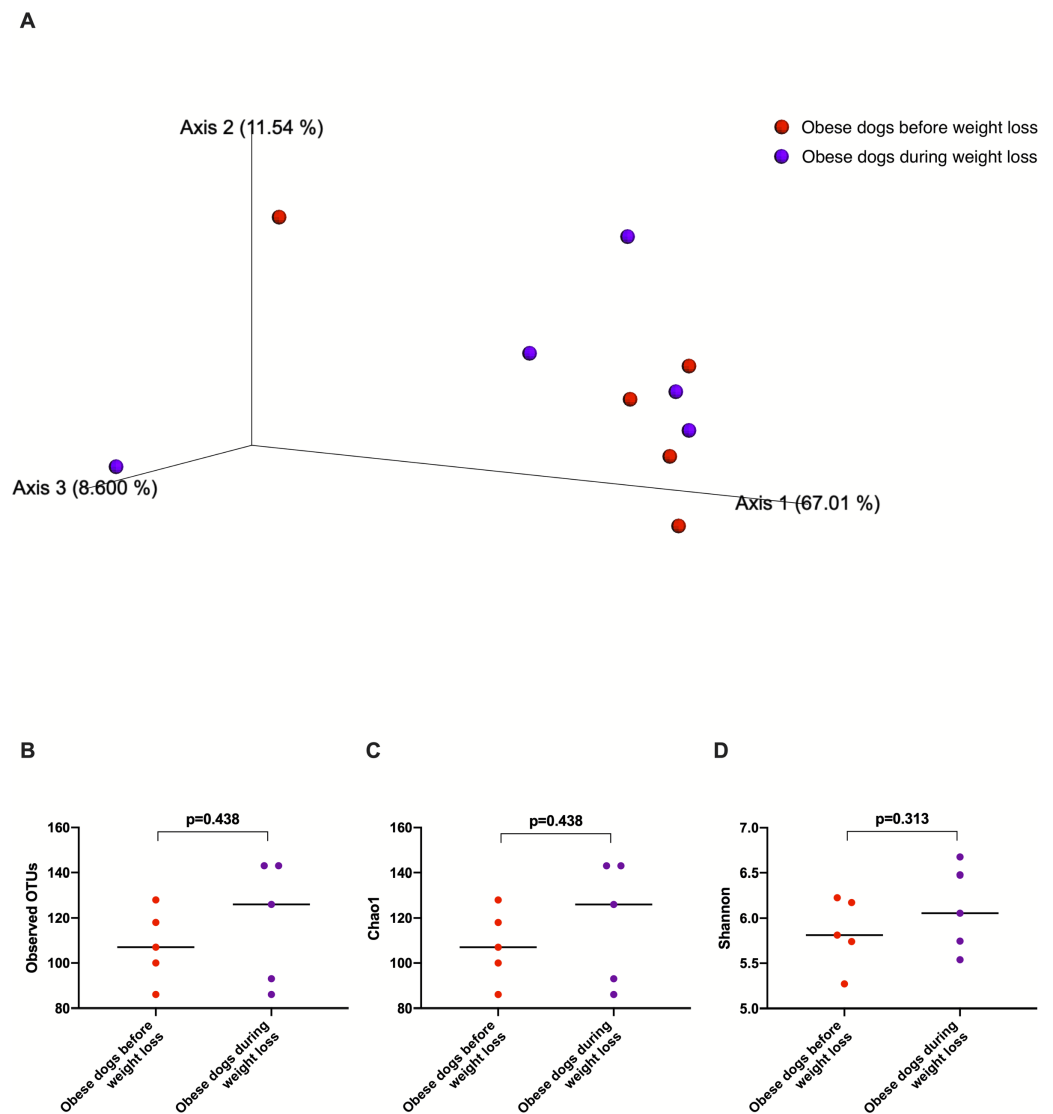 A
Axis 2 (11.54 %)
Obese dogs before weight loss
Obese dogs during weight loss
Axis 3 (8.600 %)
Axis 1 (67.01 %)
B
C
D
p=0.438
160
140
120
100
80
Observed OTUs
Obese dogs before
weight loss
Obese dogs during
weight loss
p=0.438
160
140
120
100
80
Chao1
Obese dogs before
weight loss
Obese dogs during
weight loss
p=0.313
7.0
6.5
6.0
5.5
5.0
Shannon
Obese dogs before
weight loss
Obese dogs during
weight loss